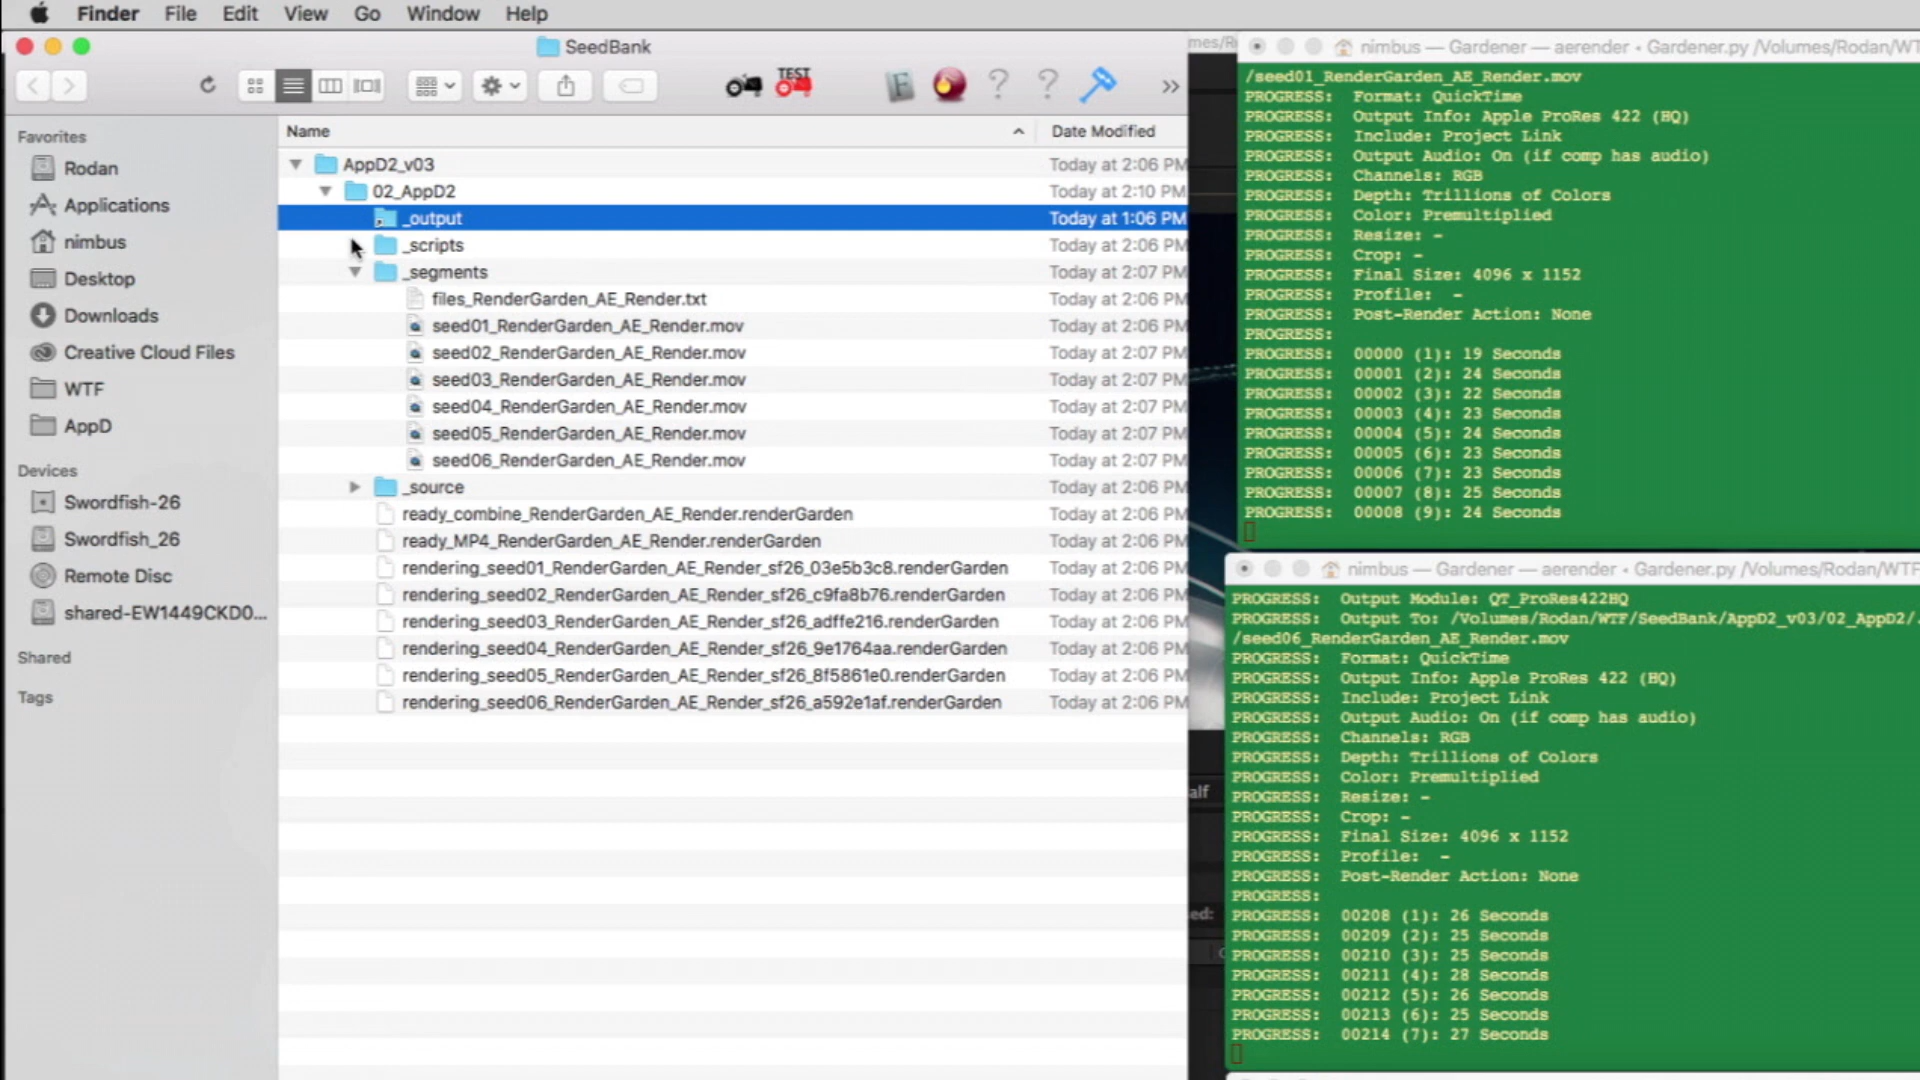 Finder File Edit View Go Window Help
SeedBank
TEST
Favorites
Rodan
Applications
nimbus
Desktop
Downloads
Creative Cloud Files
WTF
AppD
Devices
Swordfish-26
Swordfish_26
Remote Disc
shared-EW1449CKD0...
Shared
Tags
Name Date Modified
AppD2_v03 Today at 2:06 PM
02_AppD2 Today at 2:10 PM
_output Today at 1:06 PM
_scripts Today at 2:06 PM
_segments Today at 2:07 PM
files_RenderGarden_AE_Render.txt Today at 2:06 PM
seed01_RenderGarden_AE_Render.mov Today at 2:06 PM
seed02_RenderGarden_AE_Render.mov Today at 2:07 PM
seed03_RenderGarden_AE_Render.mov Today at 2:07 PM
seed04_RenderGarden_AE_Render.mov Today at 2:07 PM
seed05_RenderGarden_AE_Render.mov Today at 2:07 PM
seed06_RenderGarden_AE_Render.mov Today at 2:07 PM
_source Today at 2:06 PM
ready_combine_RenderGarden_AE_Render.renderGarden Today at 2:06 PM
ready_MP4_RenderGarden_AE_Render.renderGarden Today at 2:06 PM
rendering_seed01_RenderGarden_AE_Render_sf26_03e5b3c8.renderGarden Today at 2:06 PM
rendering_seed02_RenderGarden_AE_Render_sf26_c9fa8b76.renderGarden Today at 2:06 PM
rendering_seed03_RenderGarden_AE_Render_sf26_adffe216.renderGarden Today at 2:06 PM
rendering_seed04_RenderGarden_AE_Render_sf26_9e1764aa.renderGarden Today at 2:06 PM
rendering_seed05_RenderGarden_AE_Render_sf26_8f5861e0.renderGarden Today at 2:06 PM
rendering_seed06_RenderGarden_AE_Render_sf26_a592e1af.renderGarden Today at 2:06 PM
nimbus — Gardener — aerender • Gardener.py /Volumes/Rodan/WT
/seed01_RenderGarden_AE_Render.mov
PROGRESS: Format: QuickTime
PROGRESS: Output Info: Apple ProRes 422 (HQ)
PROGRESS: Include: Project Link
PROGRESS: Output Audio: On (if comp has audio)
PROGRESS: Channels: RGB
PROGRESS: Depth: Trillions of Colors
PROGRESS: Color: Premultiplied
PROGRESS: Resize: -
PROGRESS: Crop: -
PROGRESS: Final Size: 4096 x 1152
PROGRESS: Profile: -
PROGRESS: Post-Render Action: None
PROGRESS:
PROGRESS: 00000 (1): 19 Seconds
PROGRESS: 00001 (2): 24 Seconds
PROGRESS: 00002 (3): 22 Seconds
PROGRESS: 00003 (4): 23 Seconds
PROGRESS: 00004 (5): 24 Seconds
PROGRESS: 00005 (6): 23 Seconds
PROGRESS: 00006 (7): 23 Seconds
PROGRESS: 00007 (8): 25 Seconds
PROGRESS: 00008 (9): 24 Seconds
nimbus — Gardener — aerender • Gardener.py /Volumes/Rodan/WTF
PROGRESS: Output Module: QT_ProRes422HQ
PROGRESS: Output To: /Volumes/Rodan/WTF/SeedBank/AppD2_v03/02_AppD2/
/seed06_RenderGarden_AE_Render.mov
PROGRESS: Format: QuickTime
PROGRESS: Output Info: Apple ProRes 422 (HQ)
PROGRESS: Include: Project Link
PROGRESS: Output Audio: On (if comp has audio)
PROGRESS: Channels: RGB
PROGRESS: Depth: Trillions of Colors
PROGRESS: Color: Premultiplied
PROGRESS: Resize: -
PROGRESS: Crop: -
PROGRESS: Final Size: 4096 x 1152
PROGRESS: Profile: -
PROGRESS: Post-Render Action: None
PROGRESS:
PROGRESS: 00208 (1): 26 Seconds
PROGRESS: 00209 (2): 25 Seconds
PROGRESS: 00210 (3): 25 Seconds
PROGRESS: 00211 (4): 28 Seconds
PROGRESS: 00212 (5): 26 Seconds
PROGRESS: 00213 (6): 25 Seconds
PROGRESS: 00214 (7): 27 Seconds